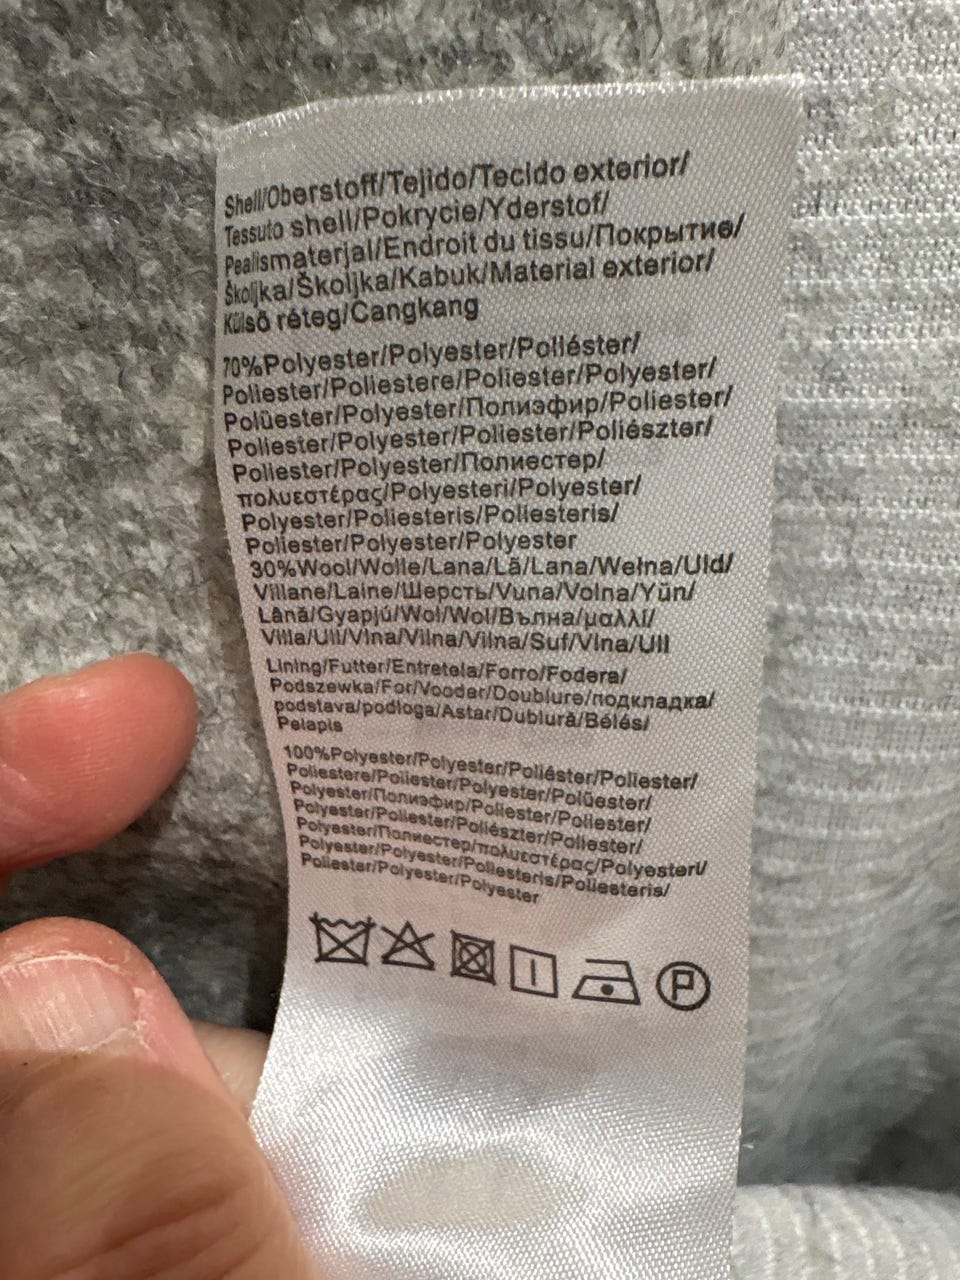 Shell/Oberstoff/Tejido/Tecido exterior/
Tessuto shell/Pokrycie/Yderstof/
Pealismaterjal/Endroit du tissu/Покрытие/
Školjka/Školjka/Kabuk/Material exterior/
Külső réteg/Cangkang
70%Polyester/Polyester/Poliéster/
Poliester/Poliestere/Poliester/Polyester/
Polüester/Polyester/Полиэфир/Poliester/
Poliester/Polyester/Poliester/Poliészter/
Poliester/Polyester/Полиестер/
πολυεστέρας/Polyesteri/Polyester/
Polyester/Poliesteris/Poliesteris/
Poliester/Polyester/Polyester
30%Wool/Wolle/Lana/Lã/Lana/Wełna/Uld/
Villane/Laine/Шерсть/Vuna/Volna/Yün/
Lână/Gyapjú/Wol/Wol/Вълна/μαλλί/
Villa/Ull/Vlna/Vilna/Vilna/Suf/Vlna/Ull
Lining/Futter/Entretela/Forro/Fodera/
Podszewka/For/Vooder/Doublure/подкладка/
podstava/podloga/Astar/Dublură/Bélés/
Pelapis
100%Polyester/Polyester/Poliéster/Poliester/
Poliestere/Poliester/Polyester/Polüester/
Polyester/Полиэфир/Poliester/Poliester/
Polyester/Poliester/Poliészter/Poliester/
Polyester/Полиестер/πολυεστέρας/Polyesteri/
Polyester/Polyester/Poliesteris/Poliesteris/
Poliester/Polyester/Polyester
P